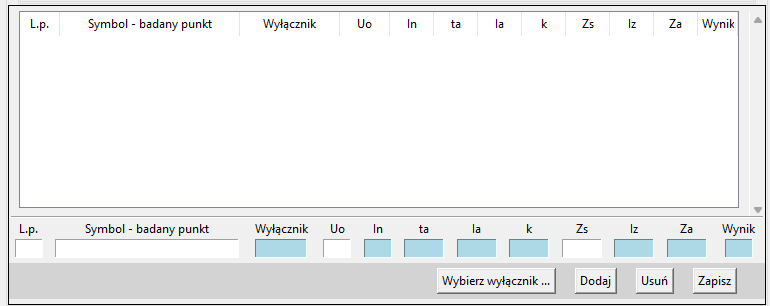 L.p. Symbol - badany punkt Wyłącznik Uo In ta Ia k Zs Iz Za Wynik
L.p. Symbol - badany punkt Wyłącznik Uo In ta Ia k Zs Iz Za Wynik
Wybierz wyłącznik ... Dodaj Usuń Zapisz